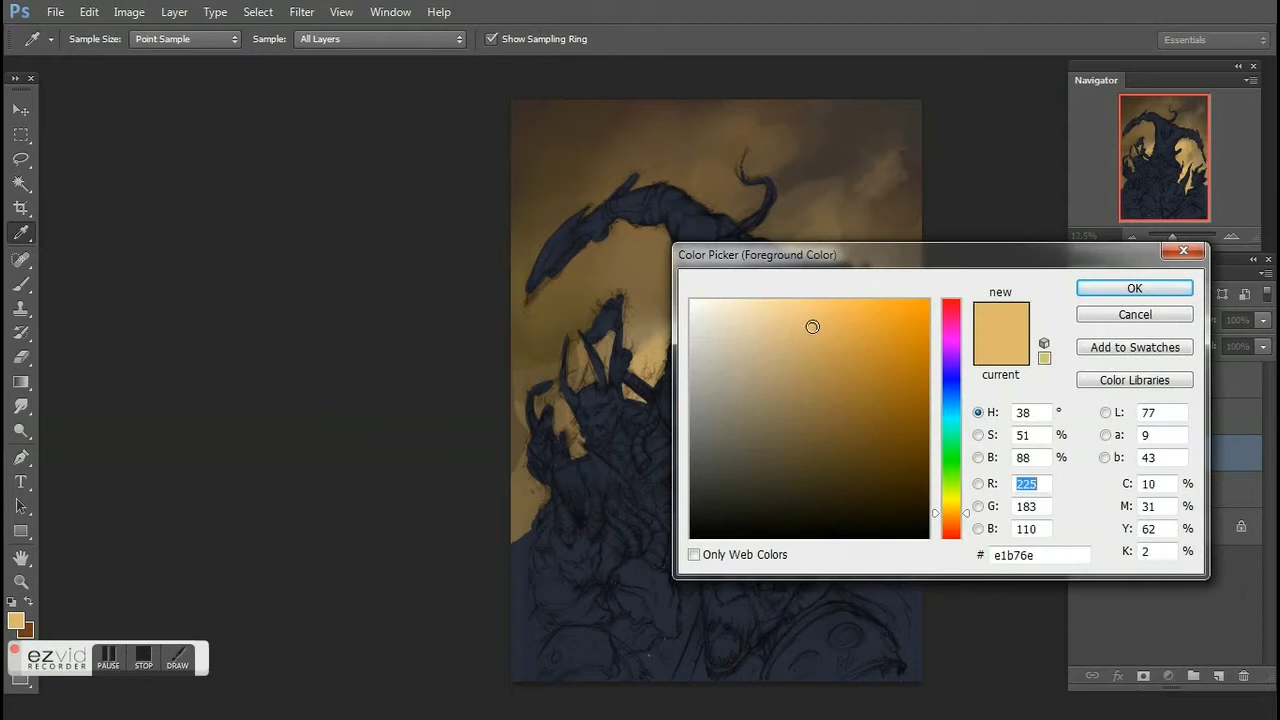 Ps File Edit Image Layer Type Select Filter View Window Help
Sample Size: Point Sample Sample: All Layers Show Sampling Ring Essentials
Navigator
12.5%
Color Picker (Foreground Color)
new
current
OK
Cancel
Add to Swatches
Color Libraries
H: 38 ° L: 77
S: 51 % a: 9
B: 88 % b: 43
R: 225 C: 10 %
G: 183 M: 31 %
B: 110 Y: 62 %
# e1b76e K: 2 %
Only Web Colors
100%
100%
T
fx
ezvid
RECORDER
PAUSE STOP DRAW